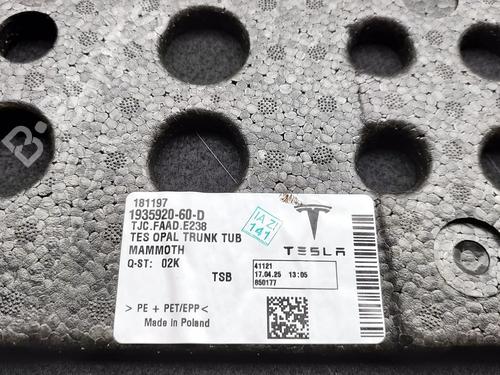 181197
1935920-60-D
TJC.FAAD.E238
TES OPAL TRUNK TUB
MAMMOTH
Q-ST: 02K
TSB
IA ZI
141
TESLA
41121
17.04.25 13:05
850177
> PE + PET/EPP <
Made in Poland